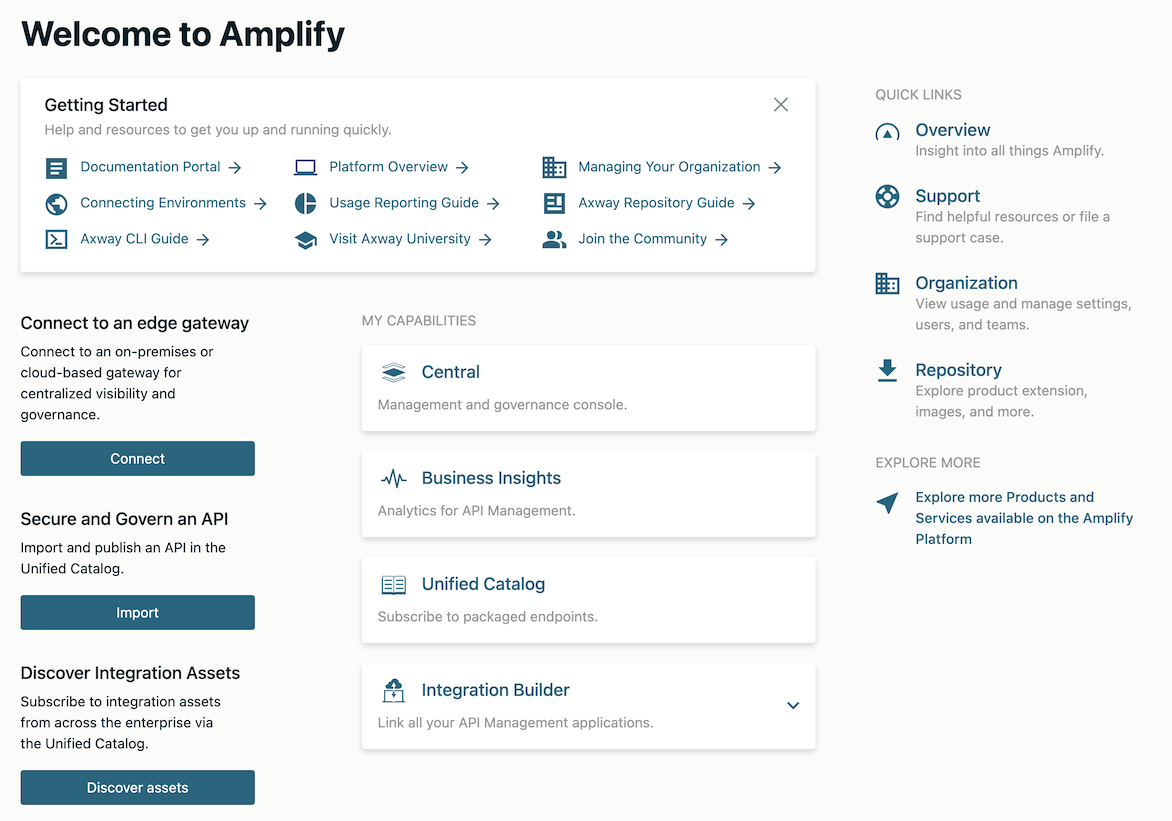 Welcome to Amplify
Getting Started
Help and resources to get you up and running quickly.
Documentation Portal →
Platform Overview →
Managing Your Organization →
Connecting Environments →
Usage Reporting Guide →
Axway Repository Guide →
Axway CLI Guide →
Visit Axway University →
Join the Community →
Connect to an edge gateway
Connect to an on-premises or
cloud-based gateway for
centralized visibility and
governance.
Connect
Secure and Govern an API
Import and publish an API in the
Unified Catalog.
Import
Discover Integration Assets
Subscribe to integration assets
from across the enterprise via
the Unified Catalog.
Discover assets
MY CAPABILITIES
Central
Management and governance console.
Business Insights
Analytics for API Management.
Unified Catalog
Subscribe to packaged endpoints.
Integration Builder
Link all your API Management applications.
QUICK LINKS
Overview
Insight into all things Amplify.
Support
Find helpful resources or file a
support case.
Organization
View usage and manage settings,
users, and teams.
Repository
Explore product extension,
images, and more.
EXPLORE MORE
Explore more Products and
Services available on the Amplify
Platform